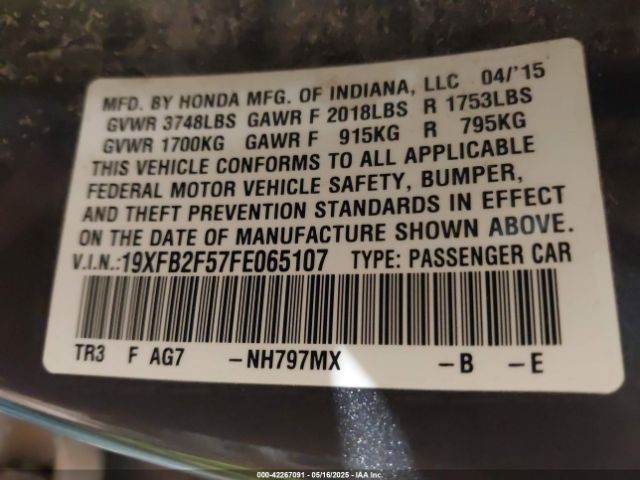 MFD. BY HONDA MFG. OF INDIANA, LLC 04/'15
GVWR 3748LBS GAWR F 2018LBS R 1753LBS
GVWR 1700KG GAWR F 915KG R 795KG
THIS VEHICLE CONFORMS TO ALL APPLICABLE
FEDERAL MOTOR VEHICLE SAFETY, BUMPER,
AND THEFT PREVENTION STANDARDS IN EFFECT
ON THE DATE OF MANUFACTURE SHOWN ABOVE.
V.I.N.:19XFB2F57FE065107 TYPE: PASSENGER CAR
TR3 F AG7 -NH797MX -B -E
000-42267091 - 05/16/2025 - IAA, Inc.